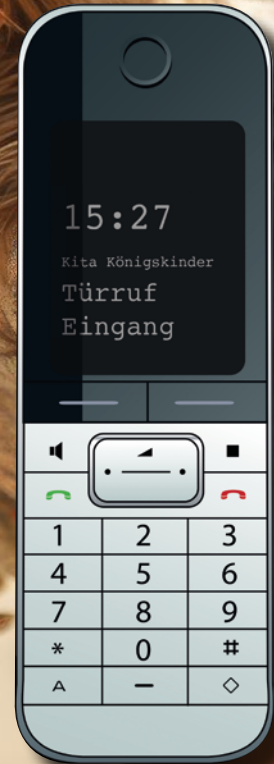 15:27
Kita Königskinder
Türruf
Eingang
1 2 3
4 5 6
7 8 9
* 0 #
A